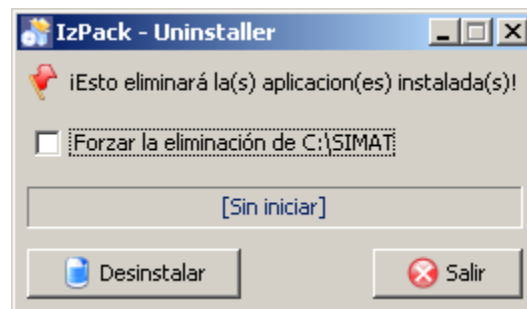 IzPack - Uninstaller
¡Esto eliminará la(s) aplicacion(es) instalada(s)!
Forzar la eliminación de C:\SIMAT
[Sin iniciar]
Desinstalar
Salir